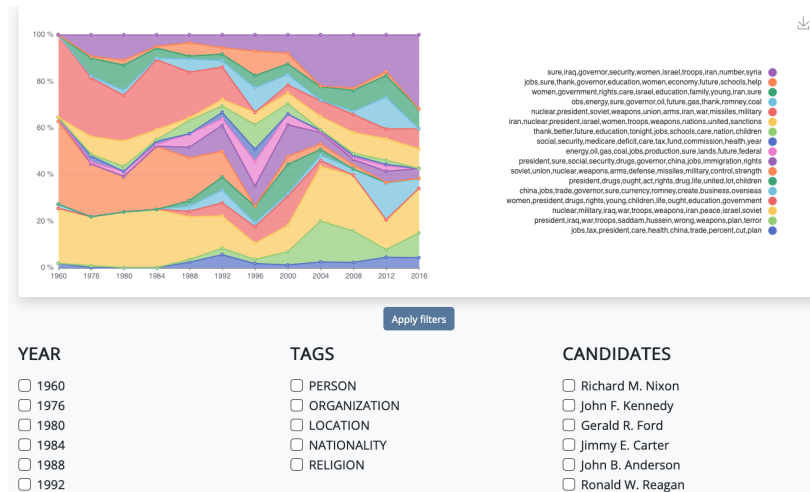 100 %
80 %
60 %
40 %
20 %
0 %
1960 1976 1980 1984 1988 1992 1996 2000 2004 2008 2012 2016
sure,iraq,governor,security,women,israel,troops,iran,number,syria
jobs,sure,thank,governor,education,women,economy,future,schools,help
women,government,rights,care,israel,education,family,young,iran,sure
obs,energy,sure,governor,oil,future,gas,thank,romney,coal
nuclear,president,soviet,weapons,union,arms,iran,war,missiles,military
iran,nuclear,president,israel,women,troops,weapons,nations,united,sanctions
thank,better,future,education,tonight,jobs,schools,care,nation,children
social,security,medicare,deficit,care,tax,fund,commission,health,year
energy,oil,gas,coal,jobs,production,sure,lands,future,federal
president,sure,social,security,drugs,governor,china,jobs,immigration,rights
soviet,union,nuclear,weapons,arms,defense,missiles,military,control,strength
president,drugs,ought,act,rights,drug,life,united,lot,children
china,jobs,trade,governor,sure,currency,romney,create,business,overseas
women,president,drugs,rights,young,children,life,ought,education,government
nuclear,military,iraq,war,troops,weapons,iran,peace,israel,soviet
president,iraq,war,troops,saddam,hussein,wrong,weapons,plan,terror
jobs,tax,president,care,health,china,trade,percent,cut,plan
Apply filters
YEAR
1960
1976
1980
1984
1988
1992
TAGS
PERSON
ORGANIZATION
LOCATION
NATIONALITY
RELIGION
CANDIDATES
Richard M. Nixon
John F. Kennedy
Gerald R. Ford
Jimmy E. Carter
John B. Anderson
Ronald W. Reagan